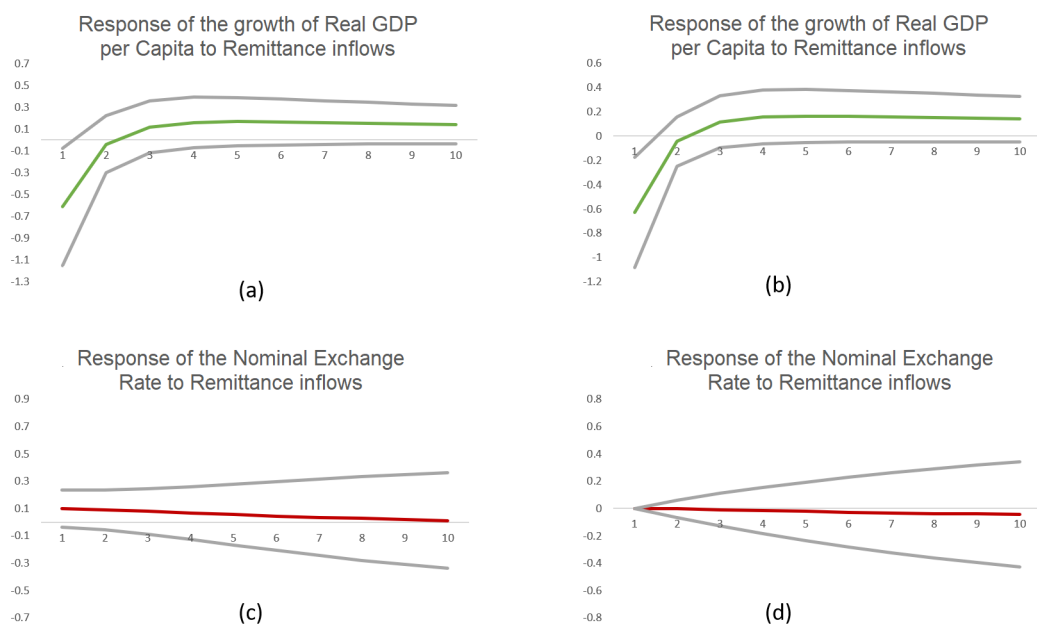 Response of the growth of Real GDP
per Capita to Remittance inflows
0.7
0.5
0.3
0.1
-0.1
-0.3
-0.5
-0.7
-0.9
-1.1
-1.3
1 2 3 4 5 6 7 8 9 10
(a)
Response of the growth of Real GDP
per Capita to Remittance inflows
0.6
0.4
0.2
0
-0.2
-0.4
-0.6
-0.8
-1
-1.2
1 2 3 4 5 6 7 8 9 10
(b)
Response of the Nominal Exchange
Rate to Remittance inflows
0.9
0.7
0.5
0.3
0.1
-0.1
-0.3
-0.5
-0.7
1 2 3 4 5 6 7 8 9 10
(c)
Response of the Nominal Exchange
Rate to Remittance inflows
0.8
0.6
0.4
0.2
0
-0.2
-0.4
-0.6
-0.8
1 2 3 4 5 6 7 8 9 10
(d)